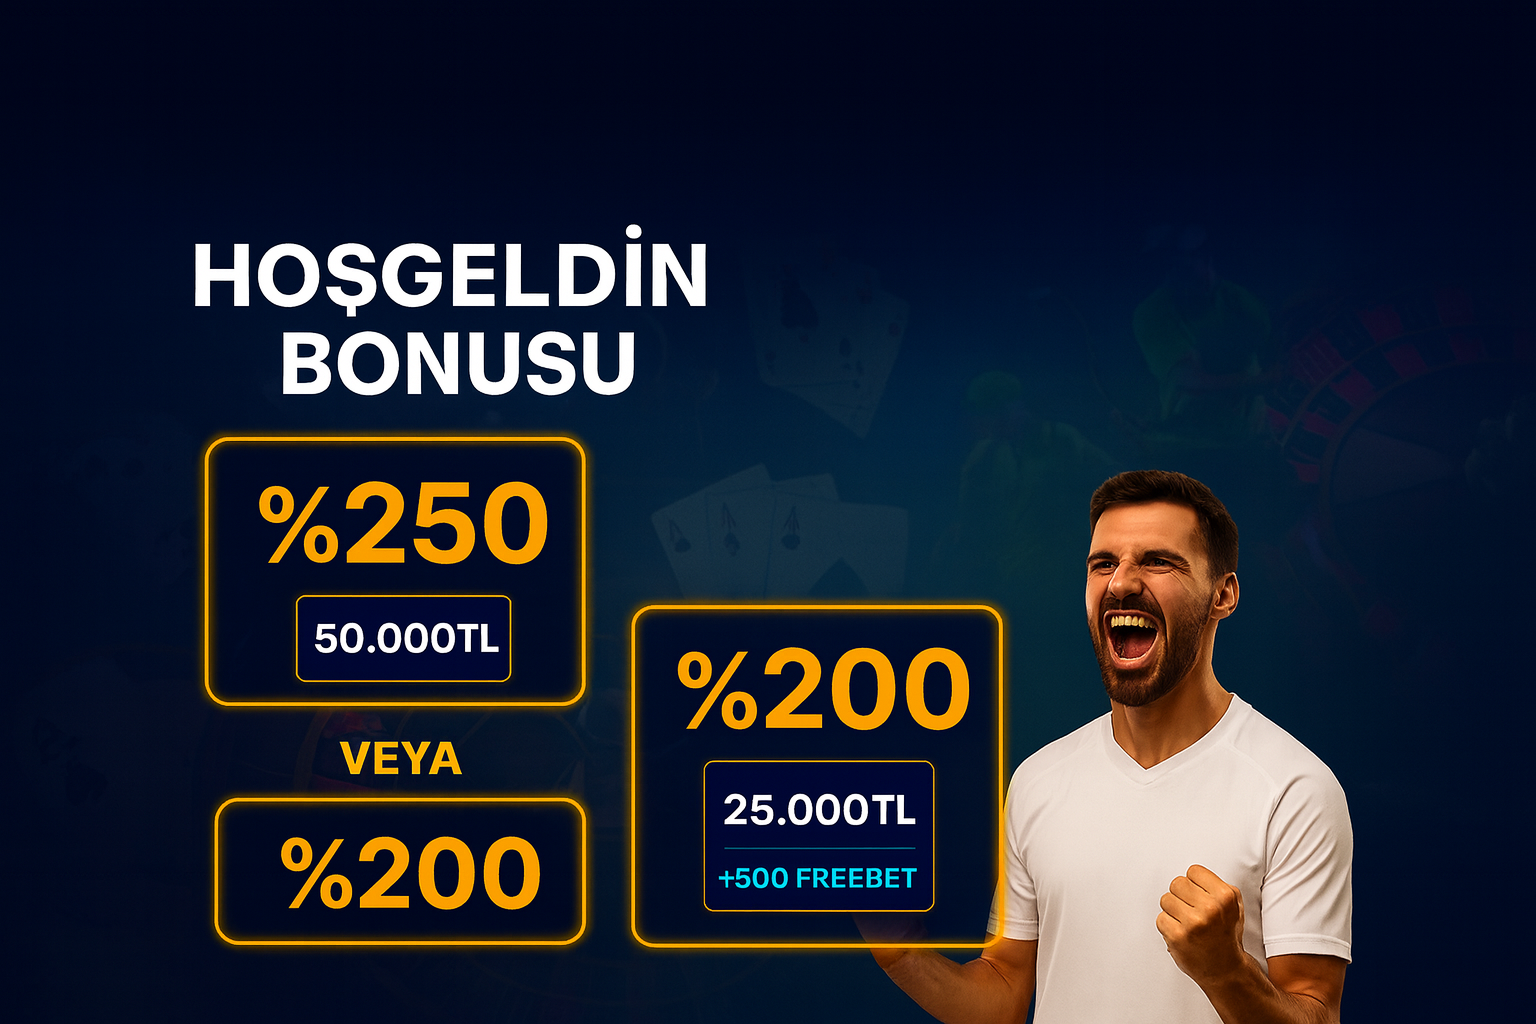 HOŞGELDİN
BONUSU
%250
50.000TL
VEYA
%200
%200
25.000TL
+500 FREEBET